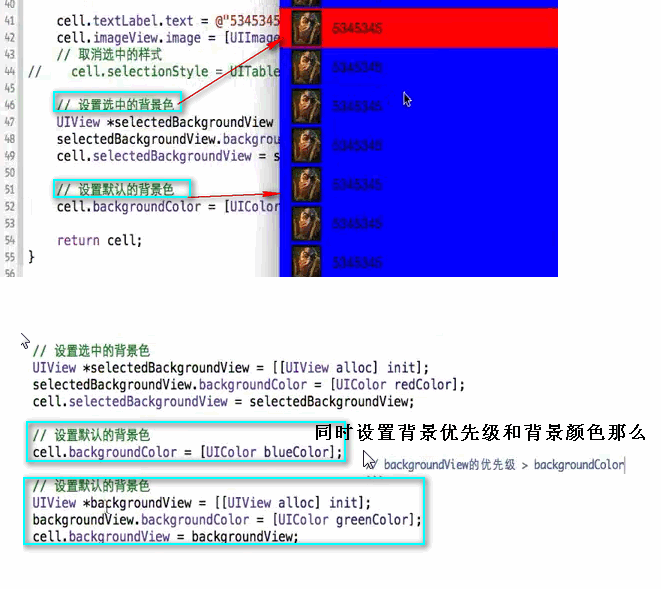 40
41 cell.textLabel.text = @"5345345
42 cell.imageView.image = [UIImage
43 // 取消选中的样式
44 // cell.selectionStyle = UITable
45
46 // 设置选中的背景色
47 UIView *selectedBackgroundView
48 selectedBackgroundView.backgrou
49 cell.selectedBackgroundView = s
50
51 // 设置默认的背景色
52 cell.backgroundColor = [UIColor
53
54 return cell;
55 }
56
5345345
5345345
5345345
5345345
5345345
5345345
5345345
// 设置选中的背景色
UIView *selectedBackgroundView = [[UIView alloc] init];
selectedBackgroundView.backgroundColor = [UIColor redColor];
cell.selectedBackgroundView = selectedBackgroundView;
// 设置默认的背景色
同时设置背景优先级和背景颜色那么
cell.backgroundColor = [UIColor blueColor];
// backgroundView的优先级 > backgroundColor
// 设置默认的背景色
UIView *backgroundView = [[UIView alloc] init];
backgroundView.backgroundColor = [UIColor greenColor];
cell.backgroundView = backgroundView;